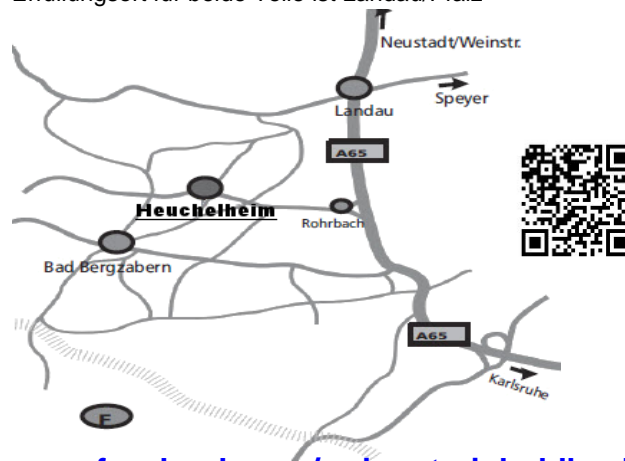 Neustadt/Weinstr.
Speyer
Landau
A65
Heuchelheim
Rohrbach
Bad Bergzabern
A65
Karlsruhe
F